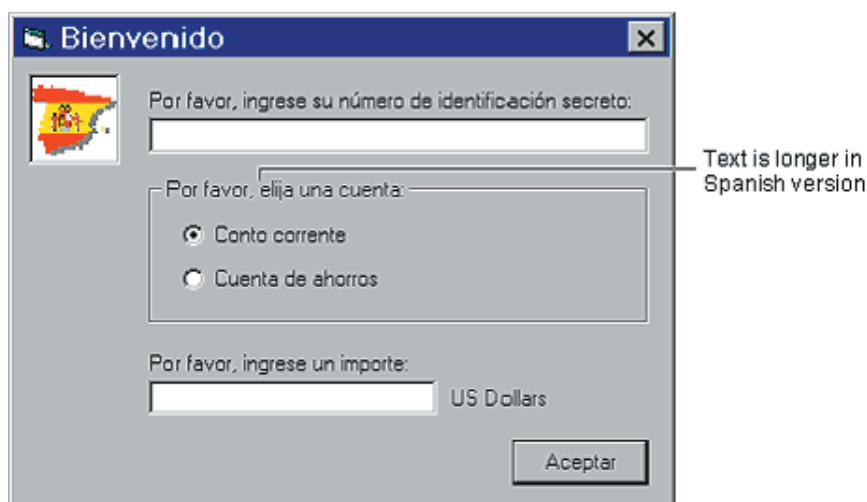 Bienvenido
Por favor, ingrese su número de identificación secreto:
Text is longer in
Spanish version
Por favor, elija una cuenta:
Conto corrente
Cuenta de ahorros
Por favor, ingrese un importe:
US Dollars
Aceptar